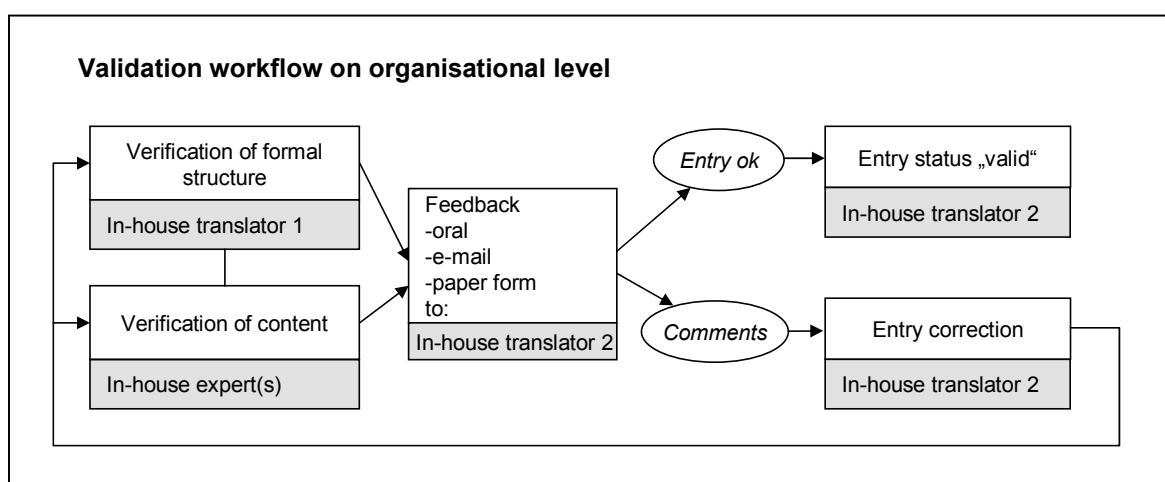 Validation workflow on organisational level
Verification of formal
structure
In-house translator 1
Verification of content
In-house expert(s)
Feedback
-oral
-e-mail
-paper form
to:
In-house translator 2
Entry ok
Comments
Entry status „valid“
In-house translator 2
Entry correction
In-house translator 2